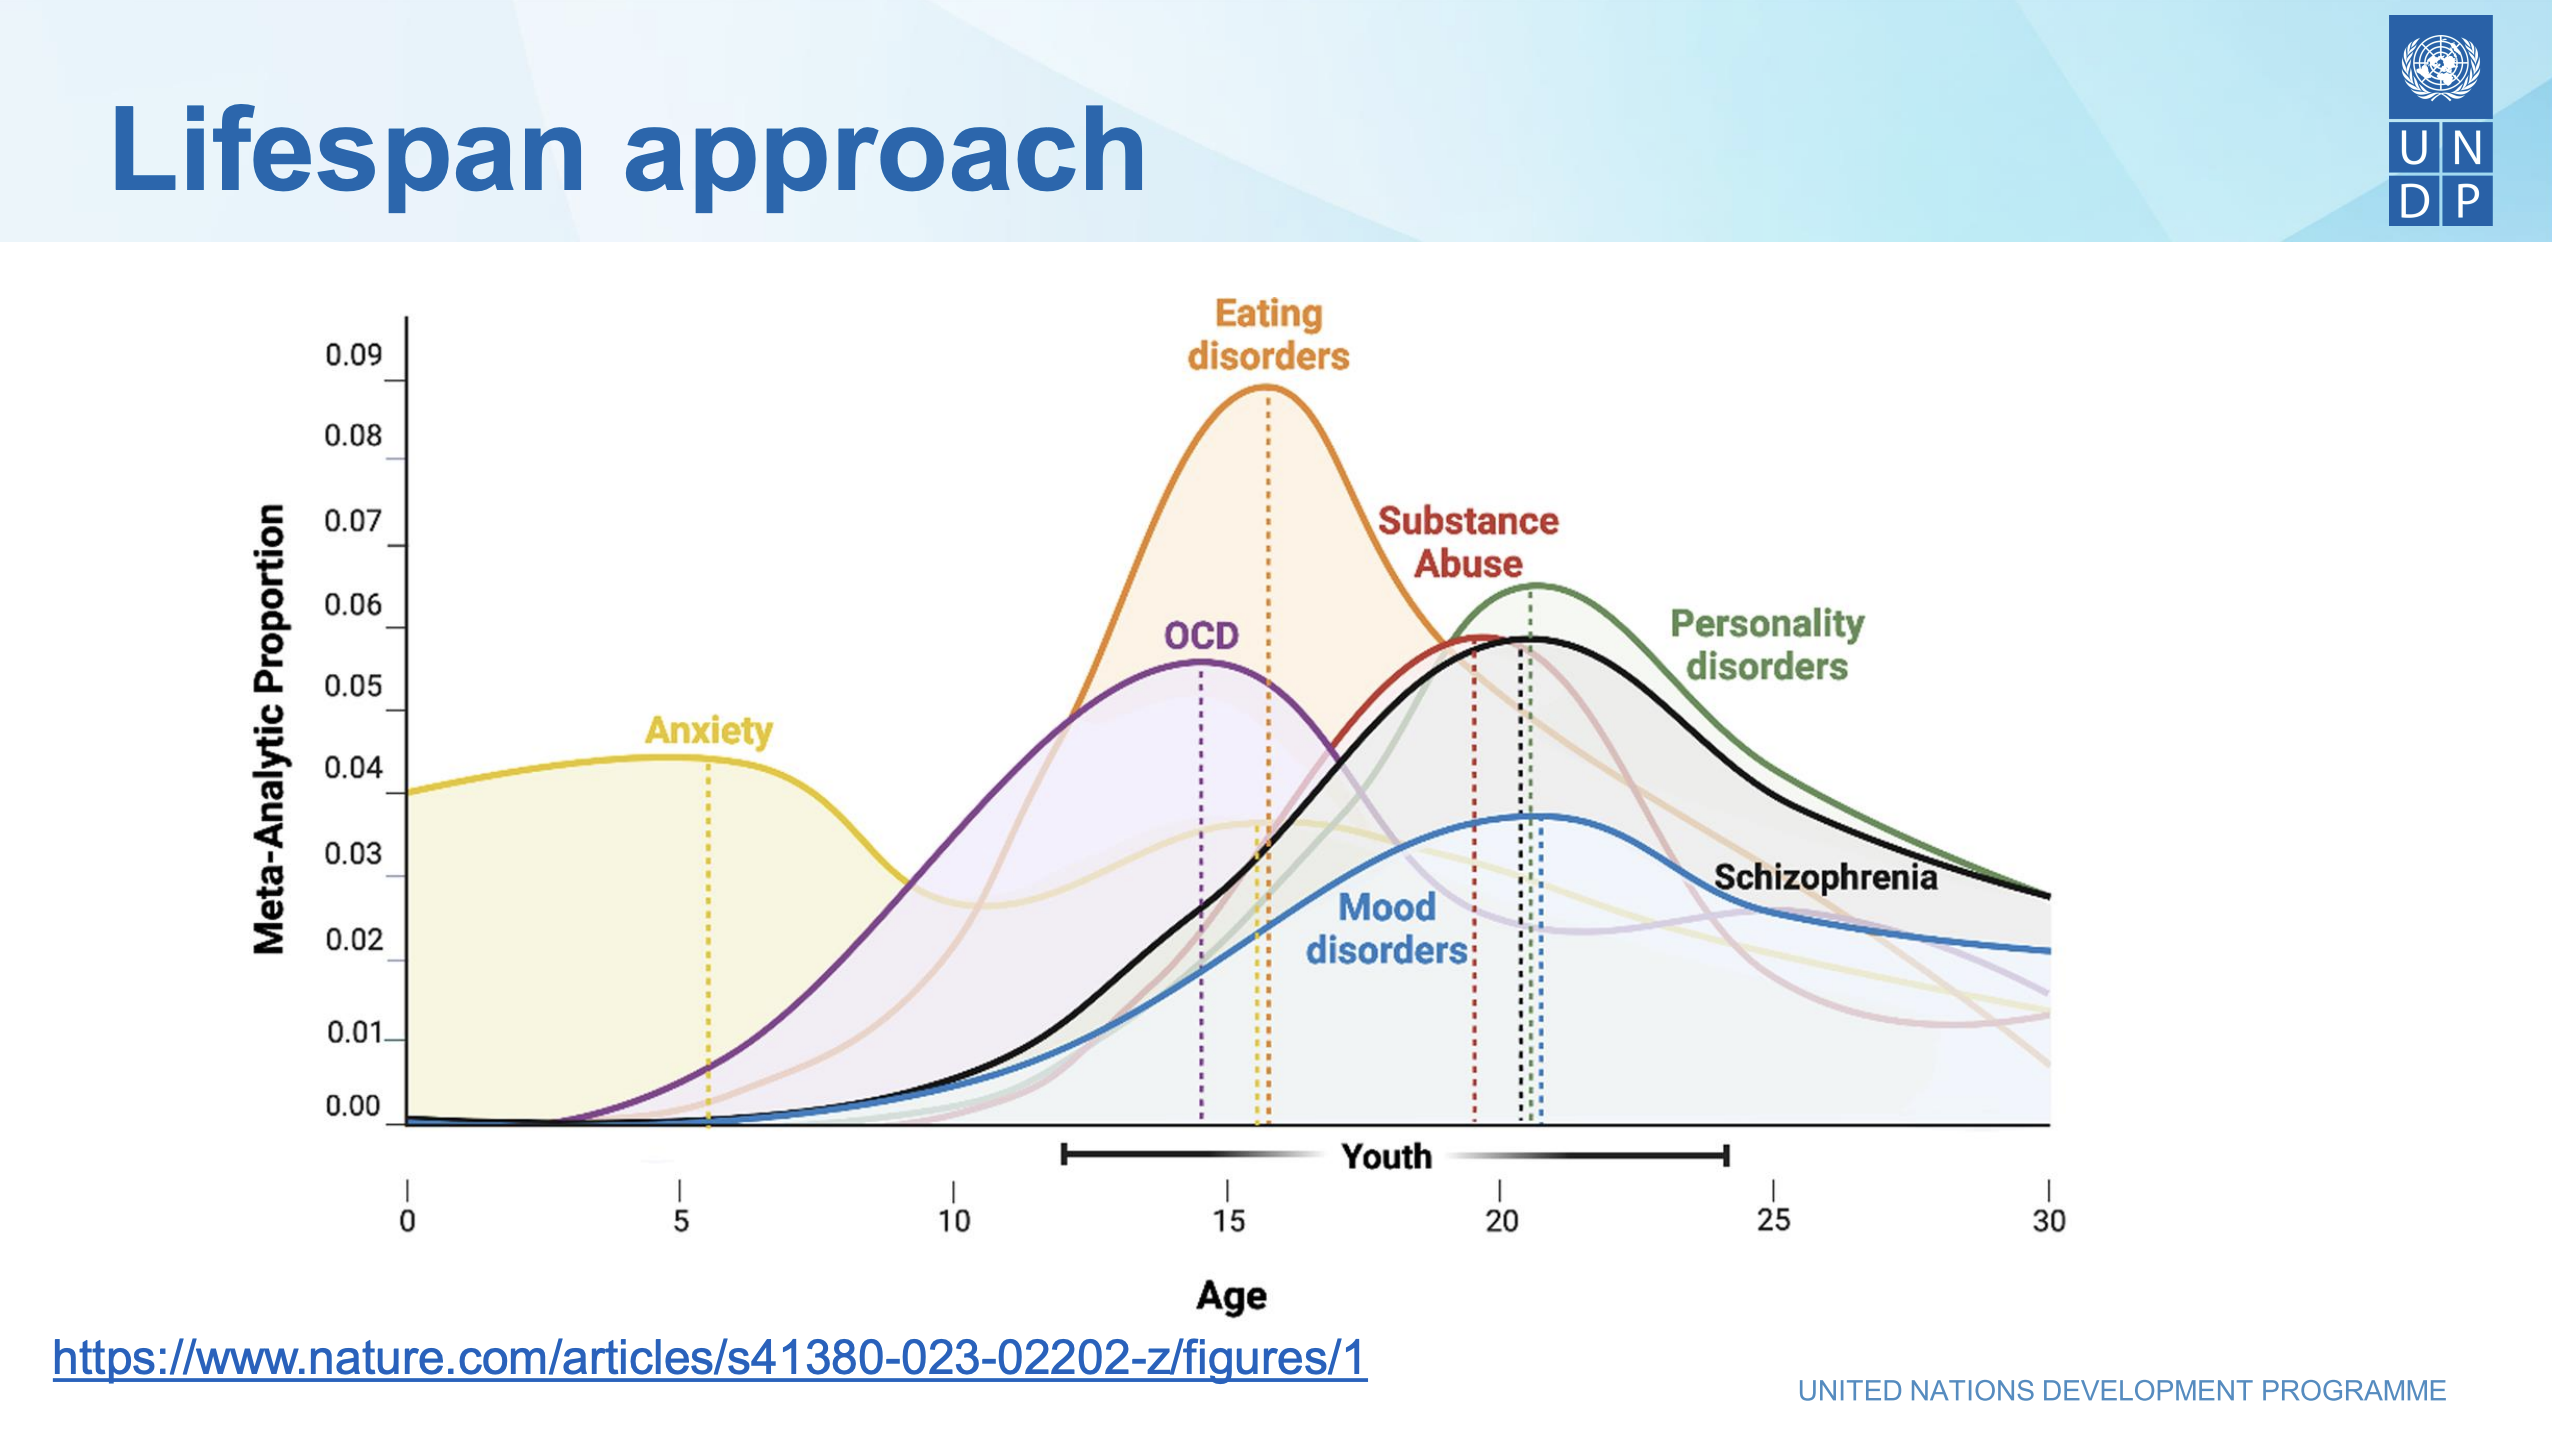 Lifespan approach
U N
D P
Eating
disorders
0.09
0.08
0.07
0.06
0.05
0.04
0.03
0.02
0.01
0.00
Meta-Analytic Proportion
Substance
Abuse
OCD
Personality
disorders
Anxiety
Schizophrenia
Mood
disorders
Youth
0 5 10 15 20 25 30
Age
https://www.nature.com/articles/s41380-023-02202-z/figures/1
UNITED NATIONS DEVELOPMENT PROGRAMME